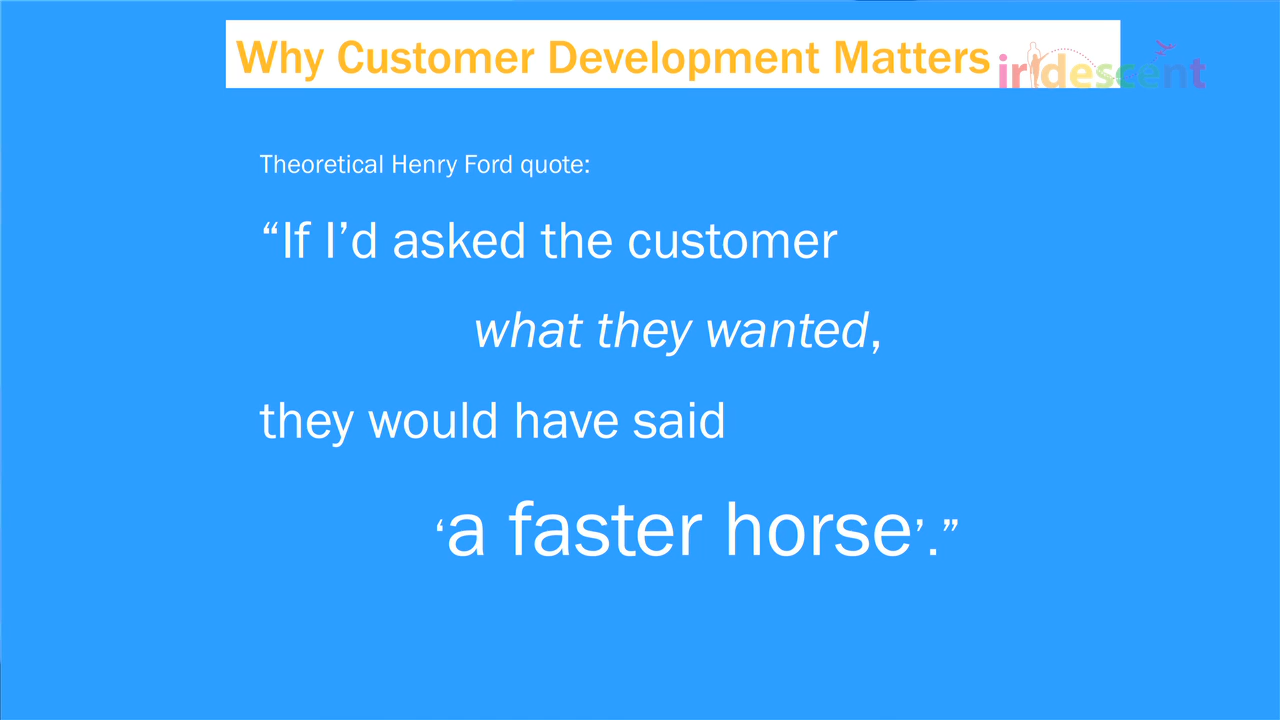 Why Customer Development Matters
iridescent
Theoretical Henry Ford quote:
“If I’d asked the customer
what they wanted,
they would have said
‘a faster horse’.”